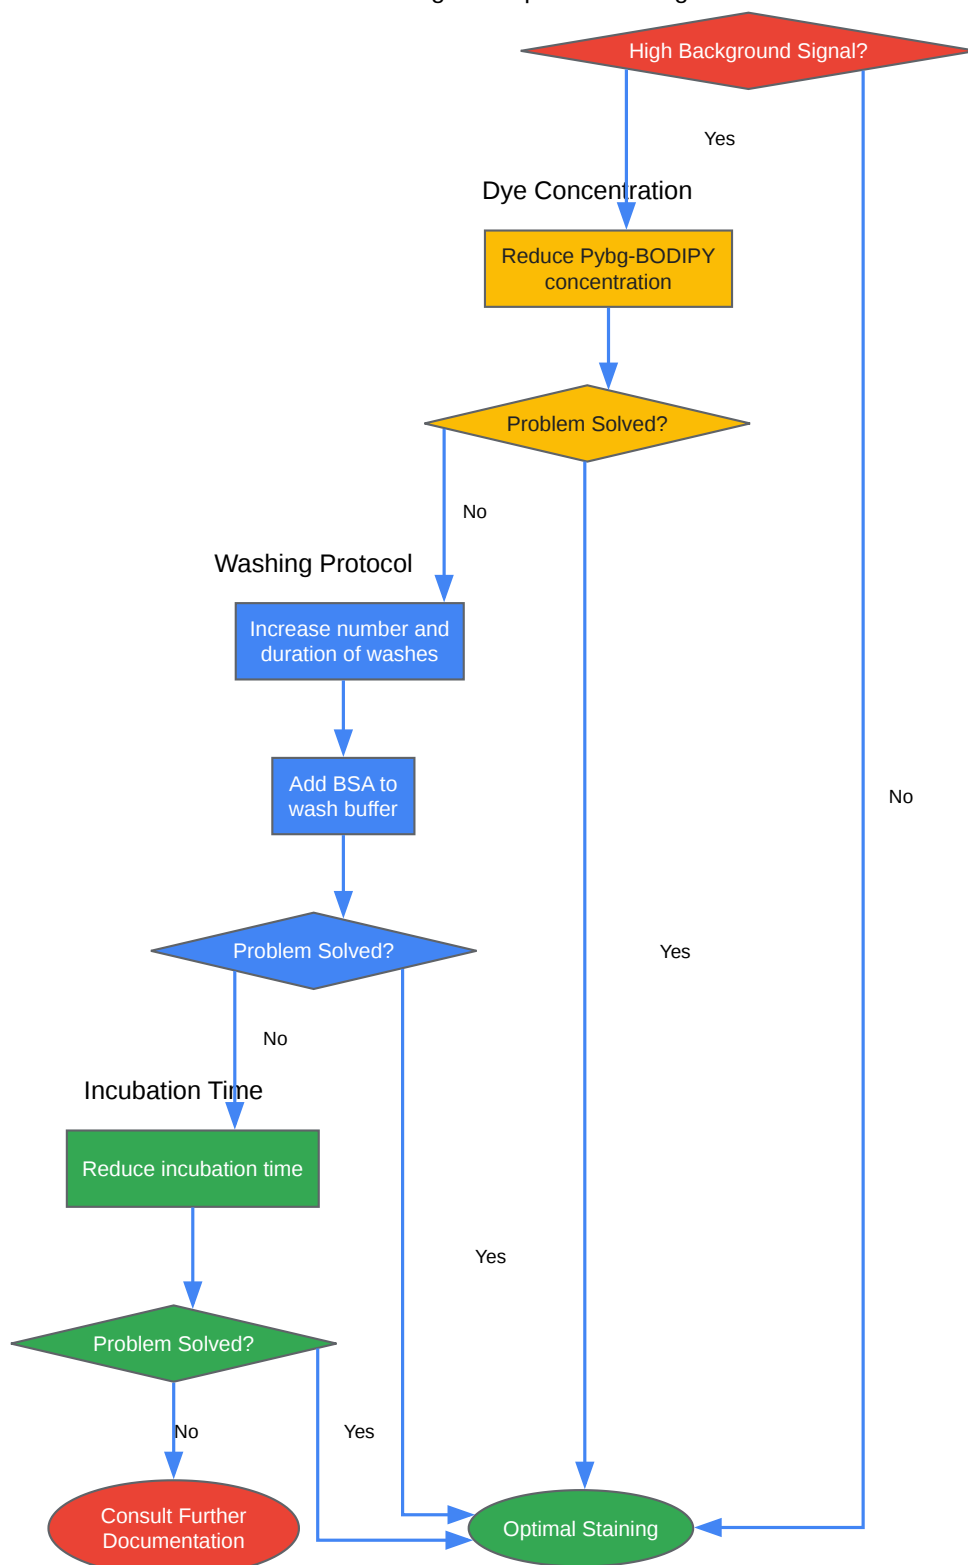 High Background Signal?
Yes
Dye Concentration
Reduce Pybg-BODIPY
concentration
Problem Solved?
No
Washing Protocol
Increase number and
duration of washes
Add BSA to
wash buffer
No
Problem Solved?
Yes
No
Incubation Time
Reduce incubation time
Yes
Problem Solved?
No
Yes
Consult Further
Documentation
Optimal Staining